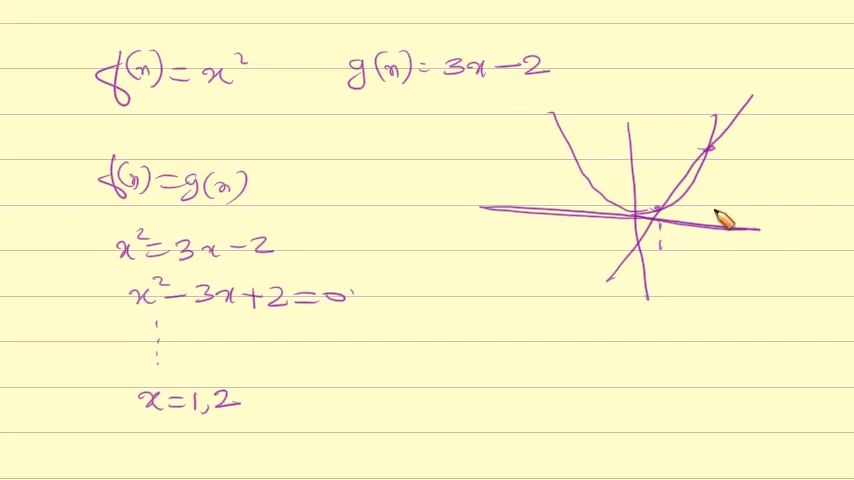 f(x) = x² g(x) = 3x - 2
f(x) = g(x)
x² = 3x - 2
x² - 3x + 2 = 0
x = 1, 2